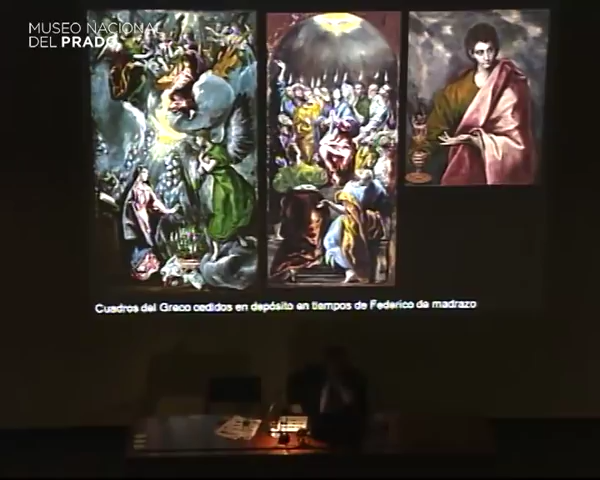 MUSEO NACIONAL
DEL PRADO
Cuadros del Greco cedidos en depósito en tiempos de Federico de madrazo